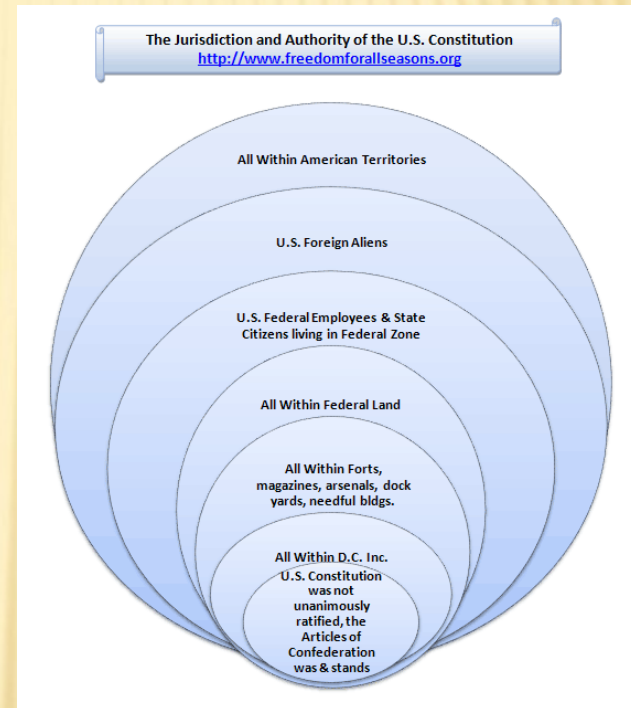 The Jurisdiction and Authority of the U.S. Constitution
http://www.freedomforallseasons.org
All Within American Territories
U.S. Foreign Aliens
U.S. Federal Employees & State
Citizens living in Federal Zone
All Within Federal Land
All Within Forts,
magazines, arsenals, dock
yards, needful bldgs.
All Within D.C. Inc.
U.S. Constitution
was not
unanimously
ratified, the
Articles of
Confederation
was & stands